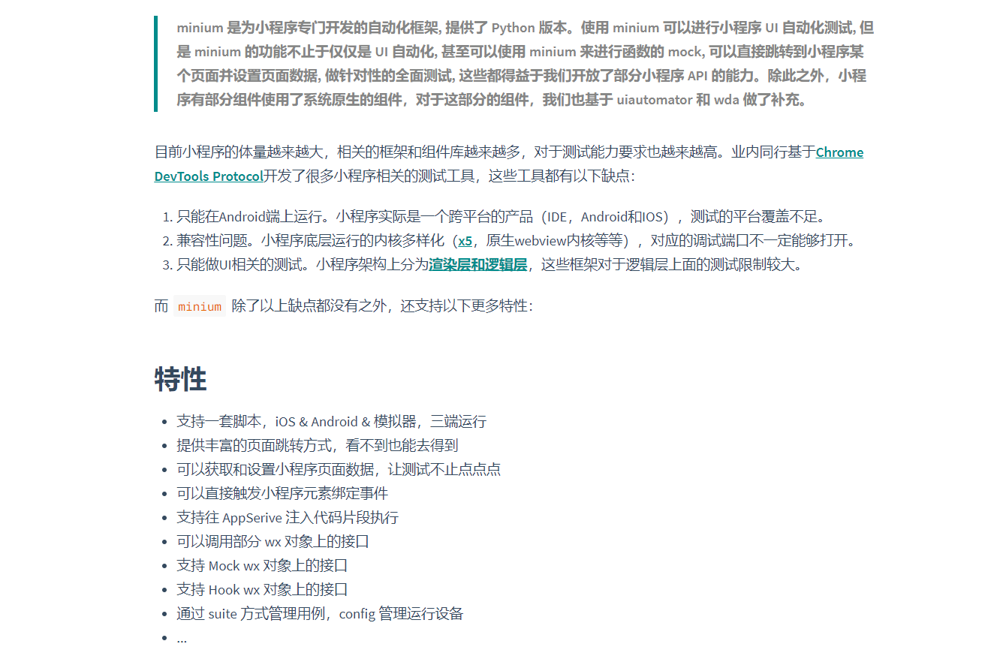 minium 是为小程序专门开发的自动化框架, 提供了 Python 版本。使用 minium 可以进行小程序 UI 自动化测试, 但
是 minium 的功能不止于仅仅是 UI 自动化, 甚至可以使用 minium 来进行函数的 mock, 可以直接跳转到小程序某
个页面并设置页面数据, 做针对性的全面测试, 这些都得益于我们开放了部分小程序 API 的能力。除此之外，小程
序有部分组件使用了系统原生的组件，对于这部分的组件，我们也基于 uiautomator 和 wda 做了补充。
目前小程序的体量越来越大，相关的框架和组件库越来越多，对于测试能力要求也越来越高。业内同行基于Chrome
DevTools Protocol开发了很多小程序相关的测试工具，这些工具都有以下缺点：
1. 只能在Android端上运行。小程序实际是一个跨平台的产品（IDE，Android和IOS），测试的平台覆盖不足。
2. 兼容性问题。小程序底层运行的内核多样化（x5，原生webview内核等等），对应的调试端口不一定能够打开。
3. 只能做UI相关的测试。小程序架构上分为渲染层和逻辑层，这些框架对于逻辑层上面的测试限制较大。
而 minium 除了以上缺点都没有之外，还支持以下更多特性：
特性
• 支持一套脚本，iOS & Android & 模拟器，三端运行
• 提供丰富的页面跳转方式，看不到也能去得到
• 可以获取和设置小程序页面数据，让测试不止点点点
• 可以直接触发小程序元素绑定事件
• 支持往 AppSerive 注入代码片段执行
• 可以调用部分 wx 对象上的接口
• 支持 Mock wx 对象上的接口
• 支持 Hook wx 对象上的接口
• 通过 suite 方式管理用例，config 管理运行设备
• ...